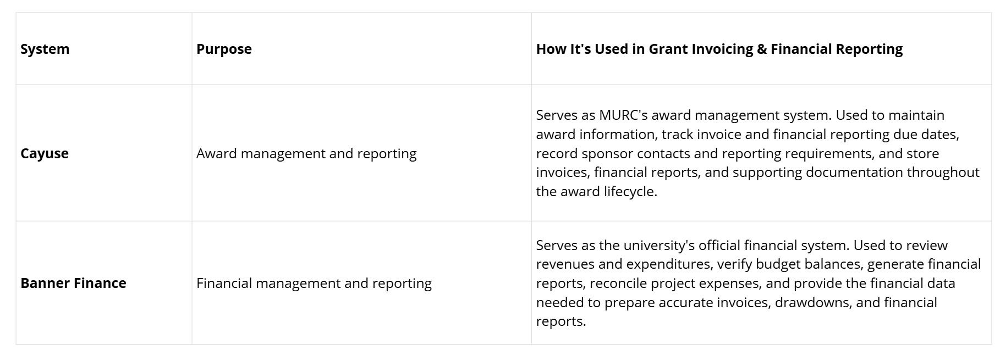 System
Purpose
How It's Used in Grant Invoicing & Financial Reporting
Cayuse
Award management and reporting
Serves as MURC's award management system. Used to maintain
award information, track invoice and financial reporting due dates,
record sponsor contacts and reporting requirements, and store
invoices, financial reports, and supporting documentation throughout
the award lifecycle.
Banner Finance
Financial management and reporting
Serves as the university's official financial system. Used to review
revenues and expenditures, verify budget balances, generate financial
reports, reconcile project expenses, and provide the financial data
needed to prepare accurate invoices, drawdowns, and financial
reports.